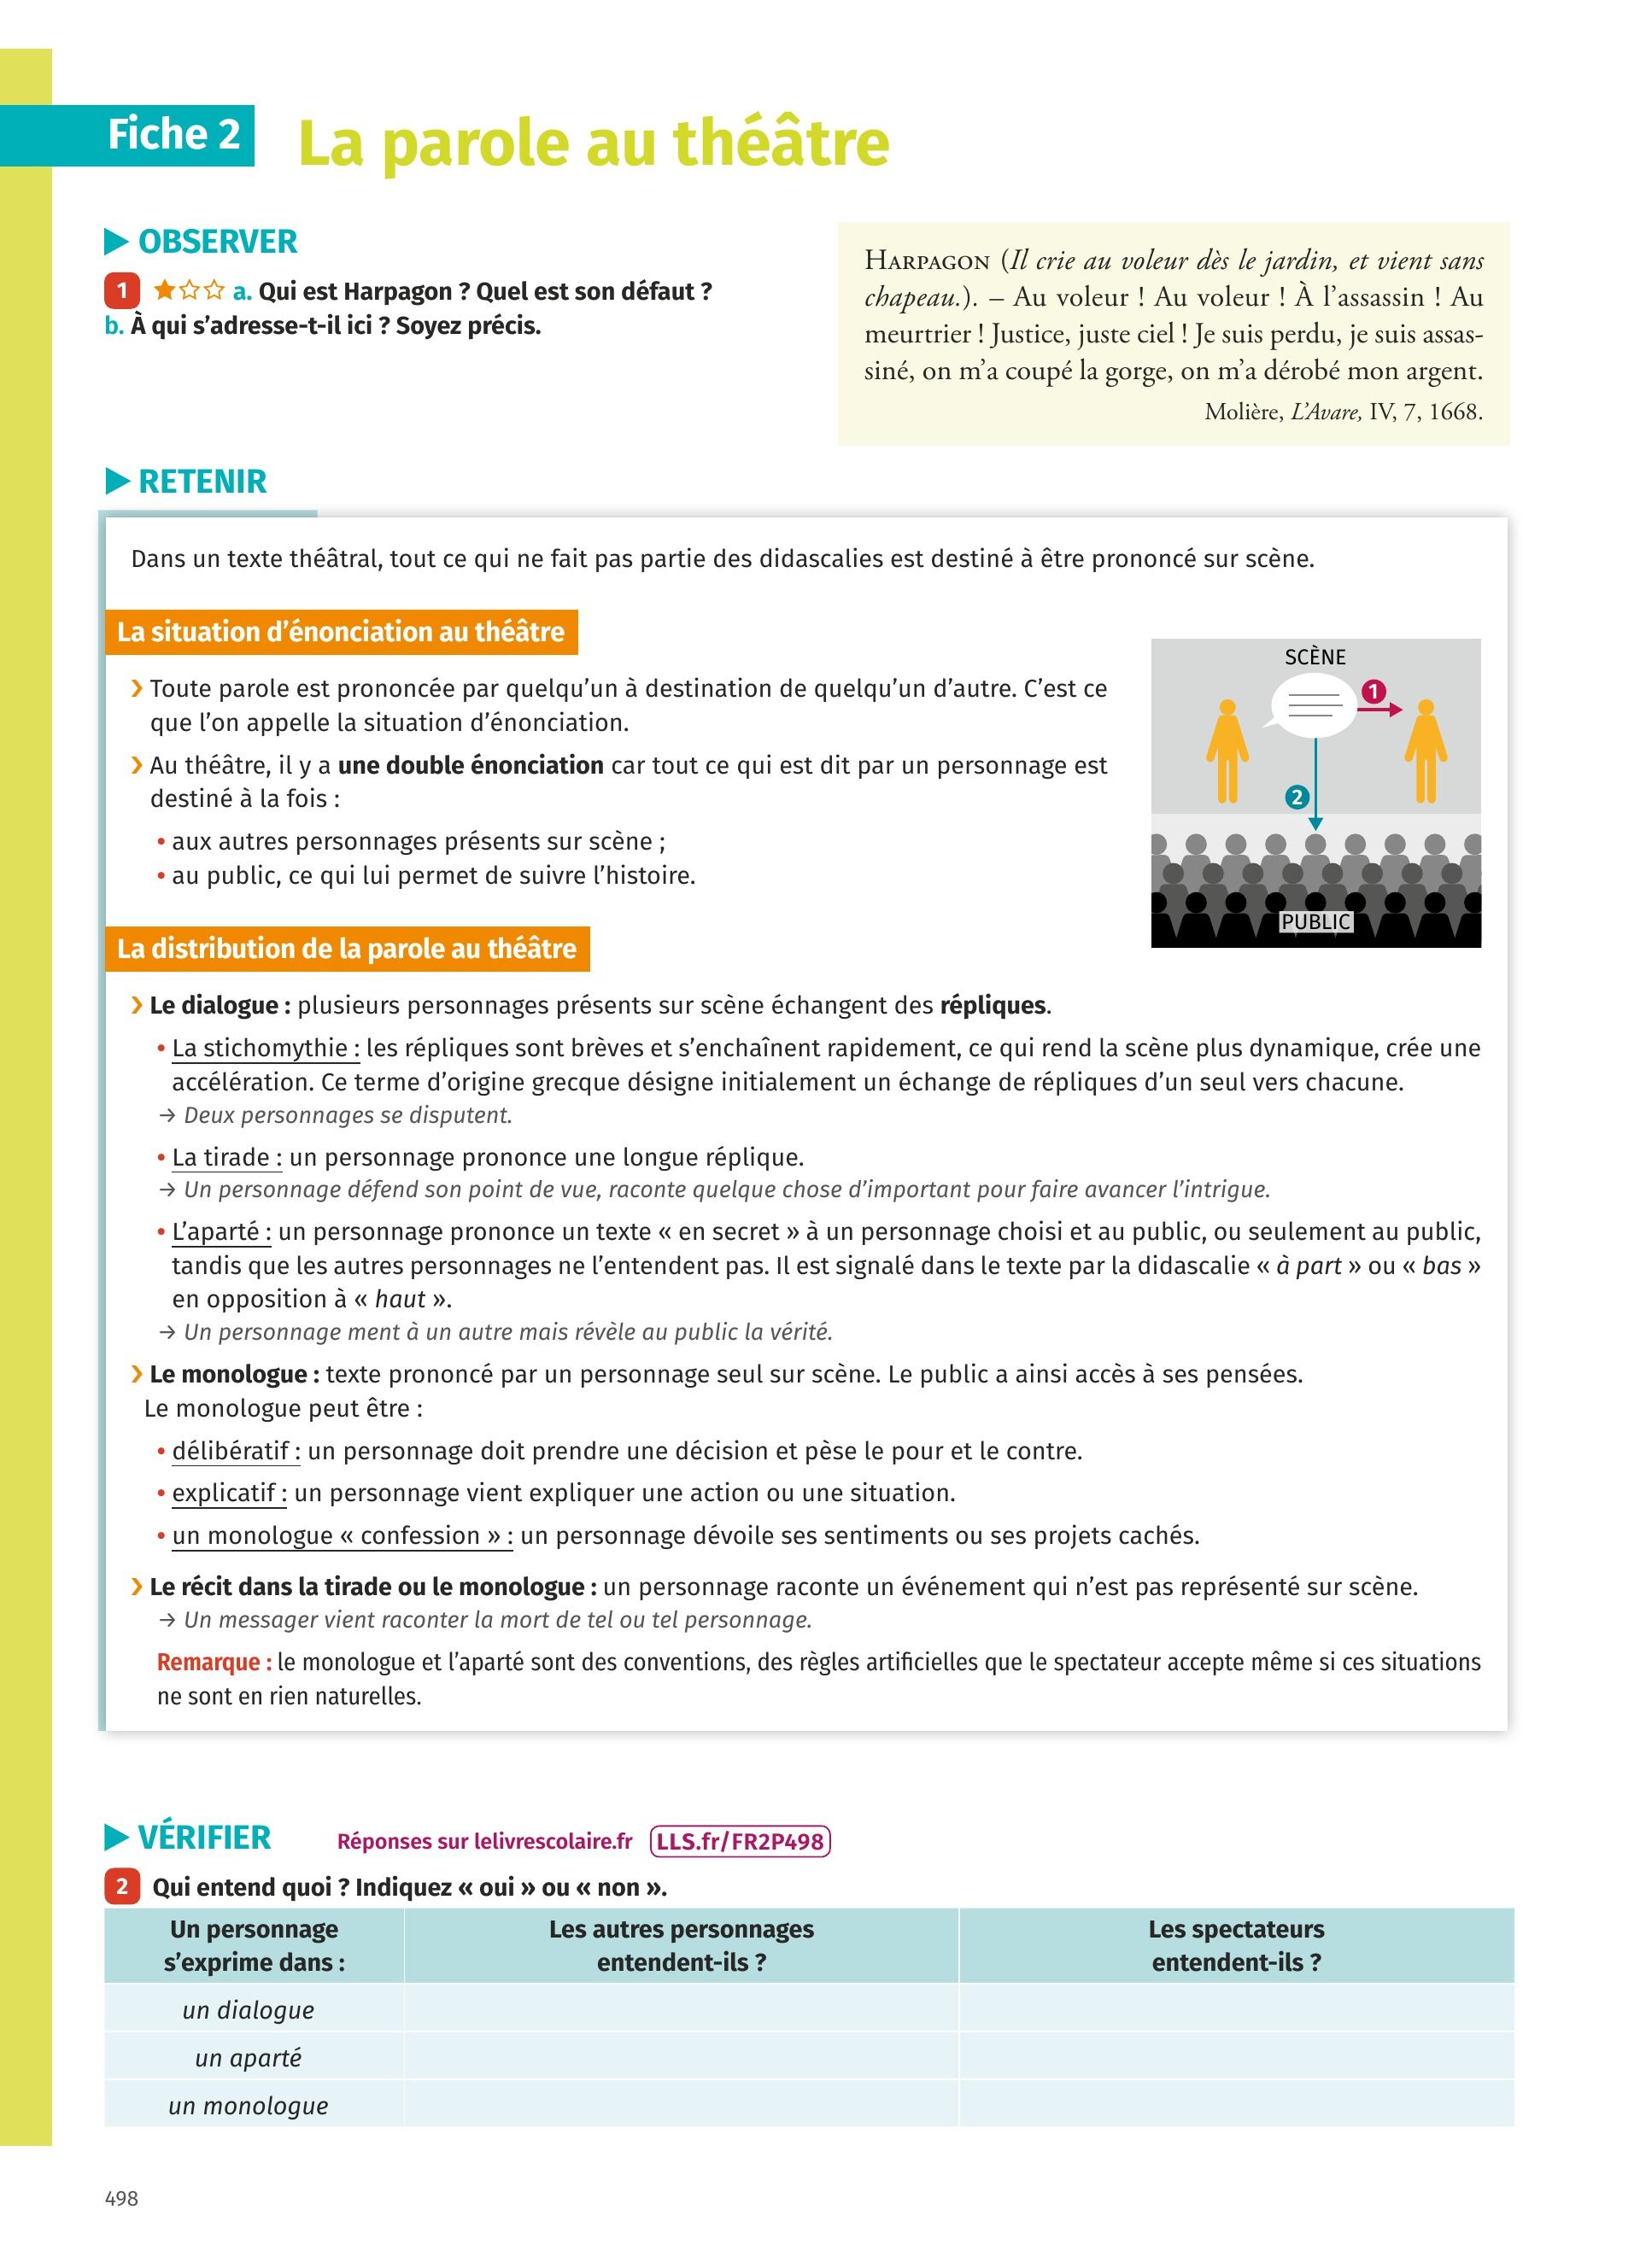 Fiche 2
La parole au théâtre
OBSERVER
1 a. Qui est Harpagon ? Quel est son défaut ?
b. À qui s’adresse-t-il ici ? Soyez précis.
HARPAGON (Il crie au voleur dès le jardin, et vient sans
chapeau.). – Au voleur ! Au voleur ! À l’assassin ! Au
meurtrier ! Justice, juste ciel ! Je suis perdu, je suis assas-
siné, on m’a coupé la gorge, on m’a dérobé mon argent.
Molière, L’Avare, IV, 7, 1668.
RETENIR
Dans un texte théâtral, tout ce qui ne fait pas partie des didascalies est destiné à être prononcé sur scène.
La situation d’énonciation au théâtre
› Toute parole est prononcée par quelqu’un à destination de quelqu’un d’autre. C’est ce
que l’on appelle la situation d’énonciation.
› Au théâtre, il y a une double énonciation car tout ce qui est dit par un personnage est
destiné à la fois :
• aux autres personnages présents sur scène ;
• au public, ce qui lui permet de suivre l’histoire.
SCÈNE
1
2
PUBLIC
La distribution de la parole au théâtre
› Le dialogue : plusieurs personnages présents sur scène échangent des répliques.
• La stichomythie : les répliques sont brèves et s’enchaînent rapidement, ce qui rend la scène plus dynamique, crée une
accélération. Ce terme d’origine grecque désigne initialement un échange de répliques d’un seul vers chacune.
→ Deux personnages se disputent.
• La tirade : un personnage prononce une longue réplique.
→ Un personnage défend son point de vue, raconte quelque chose d’important pour faire avancer l’intrigue.
• L’aparté : un personnage prononce un texte « en secret » à un personnage choisi et au public, ou seulement au public,
tandis que les autres personnages ne l’entendent pas. Il est signalé dans le texte par la didascalie « à part » ou « bas »
en opposition à « haut ».
→ Un personnage ment à un autre mais révèle au public la vérité.
› Le monologue : texte prononcé par un personnage seul sur scène. Le public a ainsi accès à ses pensées.
Le monologue peut être :
• délibératif : un personnage doit prendre une décision et pèse le pour et le contre.
• explicatif : un personnage vient expliquer une action ou une situation.
• un monologue « confession » : un personnage dévoile ses sentiments ou ses projets cachés.
› Le récit dans la tirade ou le monologue : un personnage raconte un événement qui n’est pas représenté sur scène.
→ Un messager vient raconter la mort de tel ou tel personnage.
Remarque : le monologue et l’aparté sont des conventions, des règles artificielles que le spectateur accepte même si ces situations
ne sont en rien naturelles.
VÉRIFIER Réponses sur lelivrescolaire.fr LLS.fr/FR2P498
2 Qui entend quoi ? Indiquez « oui » ou « non ».
Un personnage
s’exprime dans :
Les autres personnages
entendent-ils ?
Les spectateurs
entendent-ils ?
un dialogue
un aparté
un monologue
498